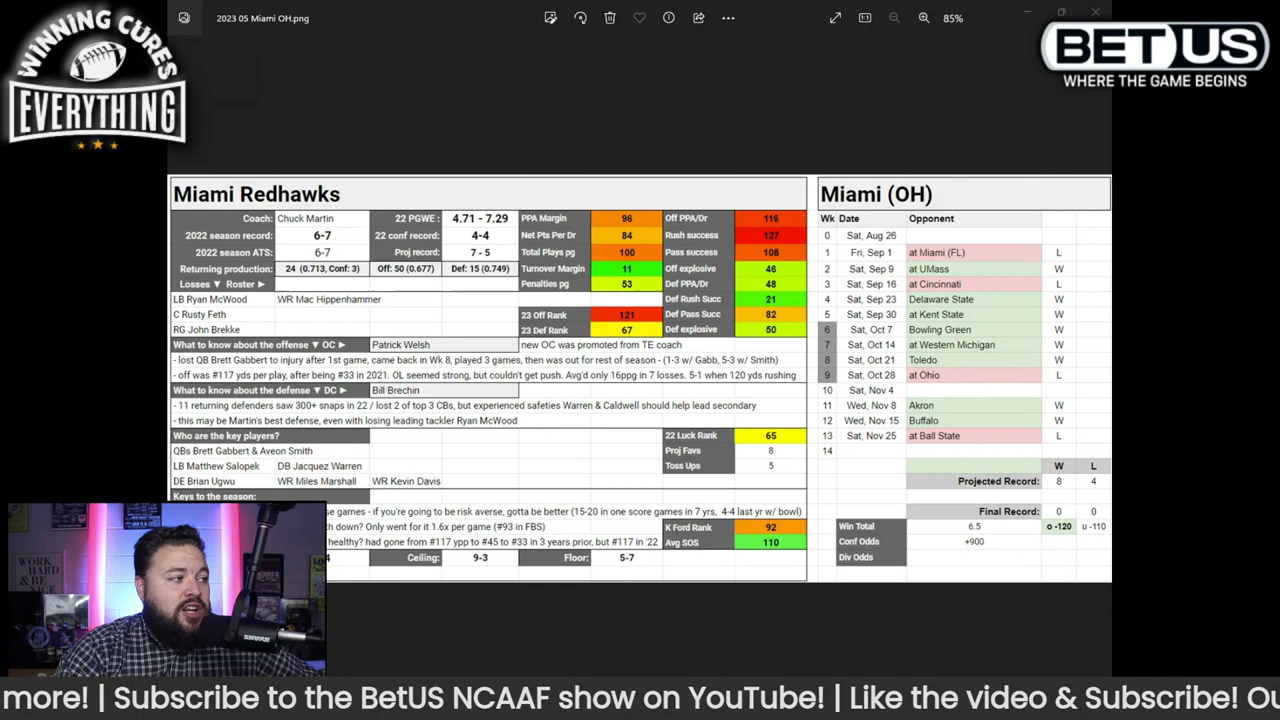 2023 05 Miami OH.png
85%
WINNING CURES
EVERYTHING
BETUS
WHERE THE GAME BEGINS
Miami Redhawks
Coach: Chuck Martin 22 PGWE : 4.71 - 7.29 PPA Margin 96 Off PPA/Dr 116
2022 season record: 6-7 22 conf record: 4-4 Net Pts Per Dr 84 Rush success 127
2022 season ATS: 6-7 Proj record: 7 - 5 Total Plays pg 100 Pass success 108
Returning production: 24 (0.713, Conf: 3) Off: 50 (0.677) Def: 15 (0.749) Turnover Margin 11 Off explosive 46
Losses ▼ Roster ► Penalties pg 53 Def PPA/Dr 48
LB Ryan McWood WR Mac Hippenhammer Def Rush Succ 21
C Rusty Feth 23 Off Rank 121 Def Pass Succ 82
RG John Brekke 23 Def Rank 67 Def explosive 50
What to know about the offense ▼ OC ► Patrick Welsh new OC was promoted from TE coach
- lost QB Brett Gabbert to injury after 1st game, came back in Wk 8, played 3 games, then was out for rest of season - (1-3 w/ Gabb, 5-3 w/ Smith)
- off was #117 yds per play, after being #33 in 2021. OL seemed strong, but couldn't get push. Avg'd only 16ppg in 7 losses. 5-1 when 120 yds rushing
What to know about the defense ▼ DC ► Bill Brechin
- 11 returning defenders saw 300+ snaps in 22 / lost 2 of top 3 CBs, but experienced safeties Warren & Caldwell should help lead secondary
- this may be Martin's best defense, even with losing leading tackler Ryan McWood
Who are the key players? 22 Luck Rank 65
QBs Brett Gabbert & Aveon Smith Proj Favs 8
LB Matthew Salopek DB Jacquez Warren Toss Ups 5
DE Brian Ugwu WR Miles Marshall WR Kevin Davis
Keys to the season:
se games - if you're going to be risk averse, gotta be better (15-20 in one score games in 7 yrs, 4-4 last yr w/ bowl)
th down? Only went for it 1.6x per game (#93 in FBS) K Ford Rank 92
healthy? had gone from #117 ypp to #45 to #33 in 3 years prior, but #117 in '22 Avg SOS 110
4 Ceiling: 9-3 Floor: 5-7
Miami (OH)
Wk Date Opponent
0 Sat, Aug 26
1 Fri, Sep 1 at Miami (FL) L
2 Sat, Sep 9 at UMass W
3 Sat, Sep 16 at Cincinnati L
4 Sat, Sep 23 Delaware State W
5 Sat, Sep 30 at Kent State W
6 Sat, Oct 7 Bowling Green W
7 Sat, Oct 14 at Western Michigan W
8 Sat, Oct 21 Toledo W
9 Sat, Oct 28 at Ohio L
10 Sat, Nov 4
11 Wed, Nov 8 Akron W
12 Wed, Nov 15 Buffalo W
13 Sat, Nov 25 at Ball State L
14
W L
Projected Record: 8 4
Final Record: 0 0
Win Total 6.5 o -120 u -110
Conf Odds +900
Div Odds
WORK
HARD
&
BE
NICE
SHURE
more! | Subscribe to the BetUS NCAAF show on YouTube! | Like the video & Subscribe! Ou